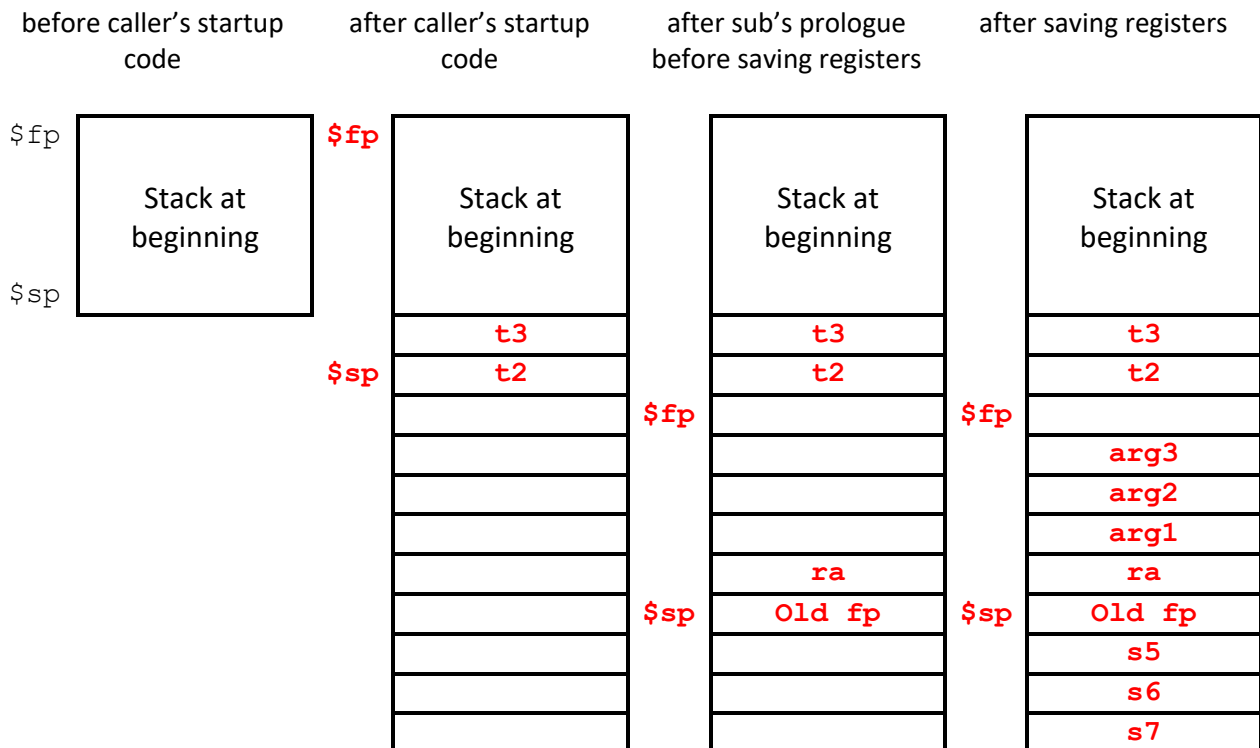 before caller's startup
code
after caller's startup
code
after sub's prologue
before saving registers
after saving registers
$fp
Stack at
beginning
$sp
$fp
Stack at
beginning
t3
$sp
t2
Stack at
beginning
t3
t2
$fp
ra
$sp
Old fp
Stack at
beginning
t3
t2
$fp
arg3
arg2
arg1
ra
$sp
Old fp
s5
s6
s7